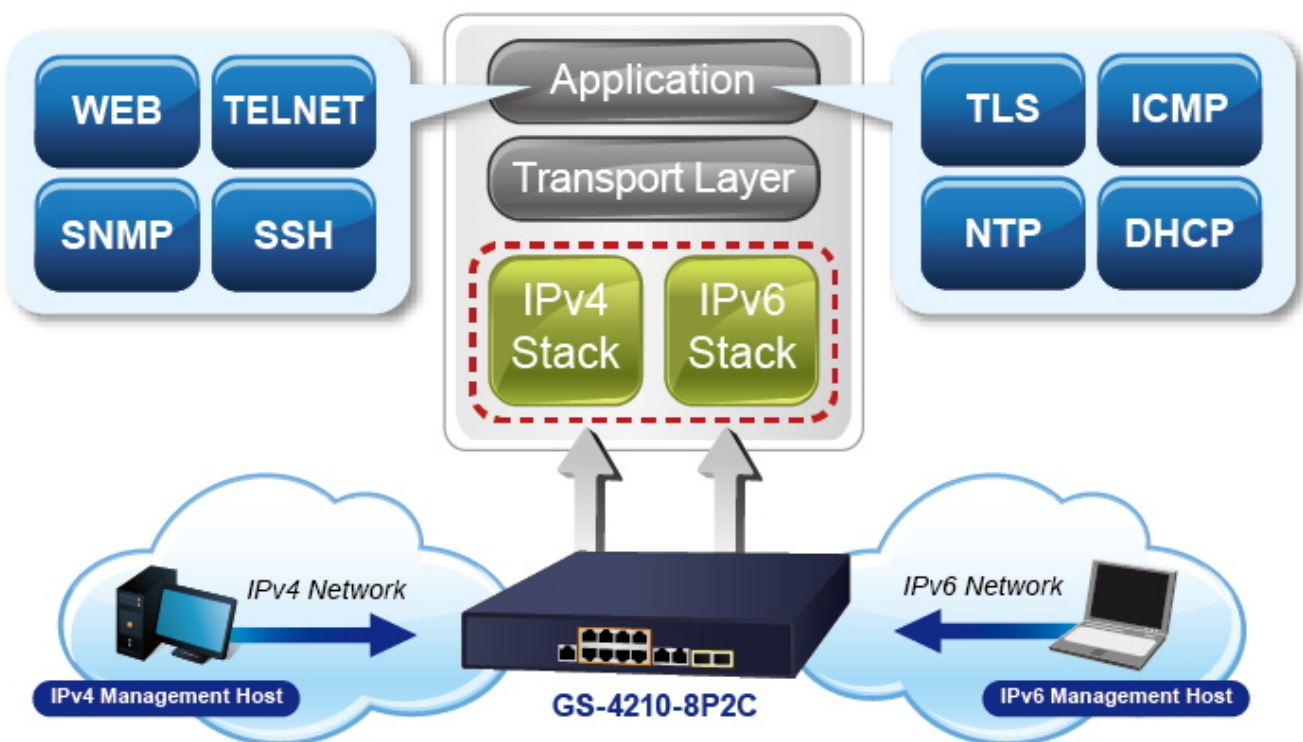 WEB
TELNET
SNMP
SSH
Application
Transport Layer
IPv4
Stack
IPv6
Stack
TLS
ICMP
NTP
DHCP
IPv4 Network
IPv4 Management Host
GS-4210-8P2C
IPv6 Network
IPv6 Management Host